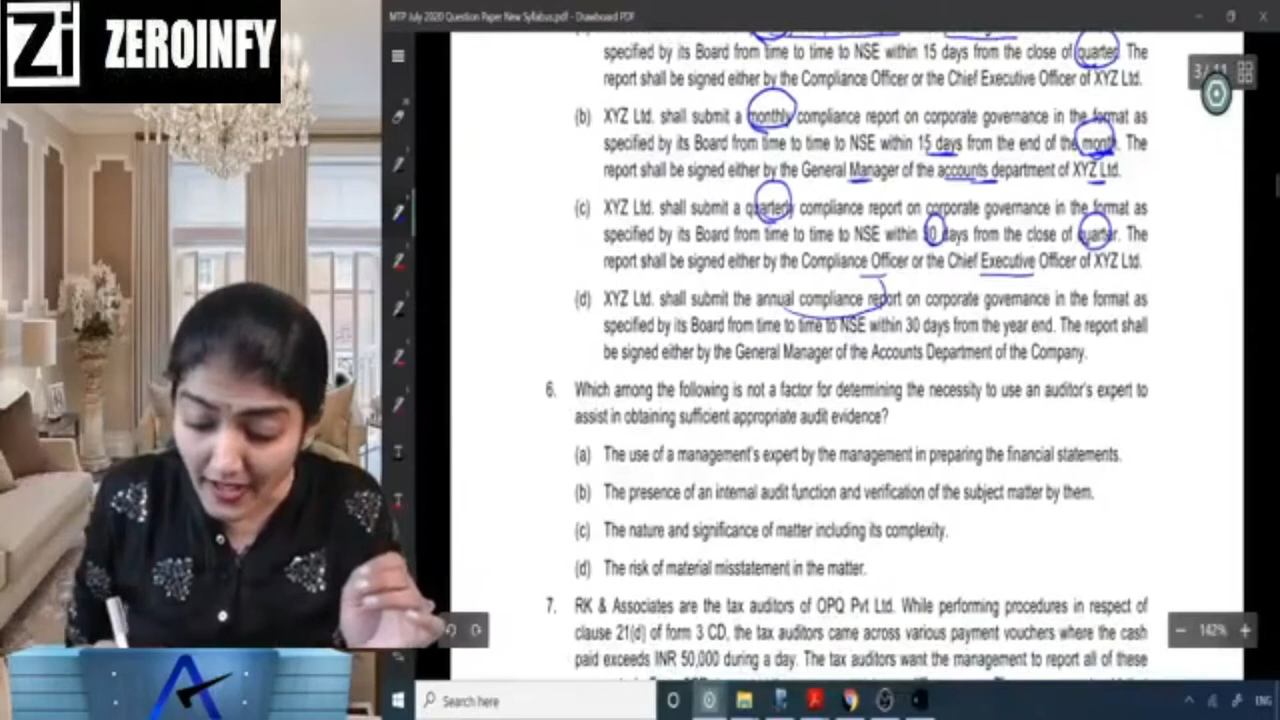 MTP July 2020 Question Paper New Syllabus.pdf - Drawboard PDF
Zi ZEROINFY
specified by its Board from time to time to NSE within 15 days from the close of quarter. The
3 / 11
report shall be signed either by the Compliance Officer or the Chief Executive Officer of XYZ Ltd.
(b) XYZ Ltd. shall submit a monthly compliance report on corporate governance in the format as
specified by its Board from time to time to NSE within 15 days from the end of the month. The
report shall be signed either by the General Manager of the accounts department of XYZ Ltd.
(c) XYZ Ltd. shall submit a quarterly compliance report on corporate governance in the format as
specified by its Board from time to time to NSE within 30 days from the close of quarter. The
report shall be signed either by the Compliance Officer or the Chief Executive Officer of XYZ Ltd.
(d) XYZ Ltd. shall submit the annual compliance report on corporate governance in the format as
specified by its Board from time to time to NSE within 30 days from the year end. The report shall
be signed either by the General Manager of the Accounts Department of the Company.
6. Which among the following is not a factor for determining the necessity to use an auditor's expert to
assist in obtaining sufficient appropriate audit evidence?
(a) The use of a management's expert by the management in preparing the financial statements.
(b) The presence of an internal audit function and verification of the subject matter by them.
(c) The nature and significance of matter including its complexity.
(d) The risk of material misstatement in the matter.
7. RK & Associates are the tax auditors of OPQ Pvt Ltd. While performing procedures in respect of
clause 21(d) of form 3 CD, the tax auditors came across various payment vouchers where the cash
142%
paid exceeds INR 50,000 during a day. The tax auditors want the management to report all of these
Search here
ENG